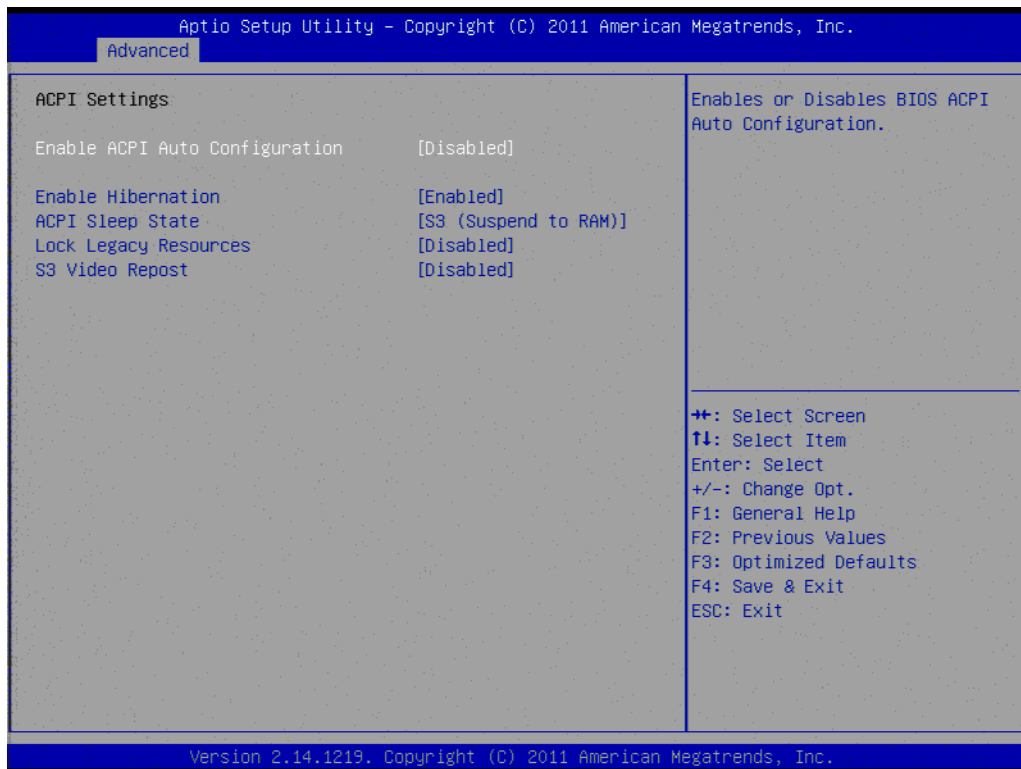 Aptio Setup Utility – Copyright (C) 2011 American Megatrends, Inc.
Advanced
ACPI Settings
Enable ACPI Auto Configuration [Disabled]
Enable Hibernation [Enabled]
ACPI Sleep State [S3 (Suspend to RAM)]
Lock Legacy Resources [Disabled]
S3 Video Repost [Disabled]
Enables or Disables BIOS ACPI
Auto Configuration.
→←: Select Screen
↑↓: Select Item
Enter: Select
+/-: Change Opt.
F1: General Help
F2: Previous Values
F3: Optimized Defaults
F4: Save & Exit
ESC: Exit
Version 2.14.1219. Copyright (C) 2011 American Megatrends, Inc.